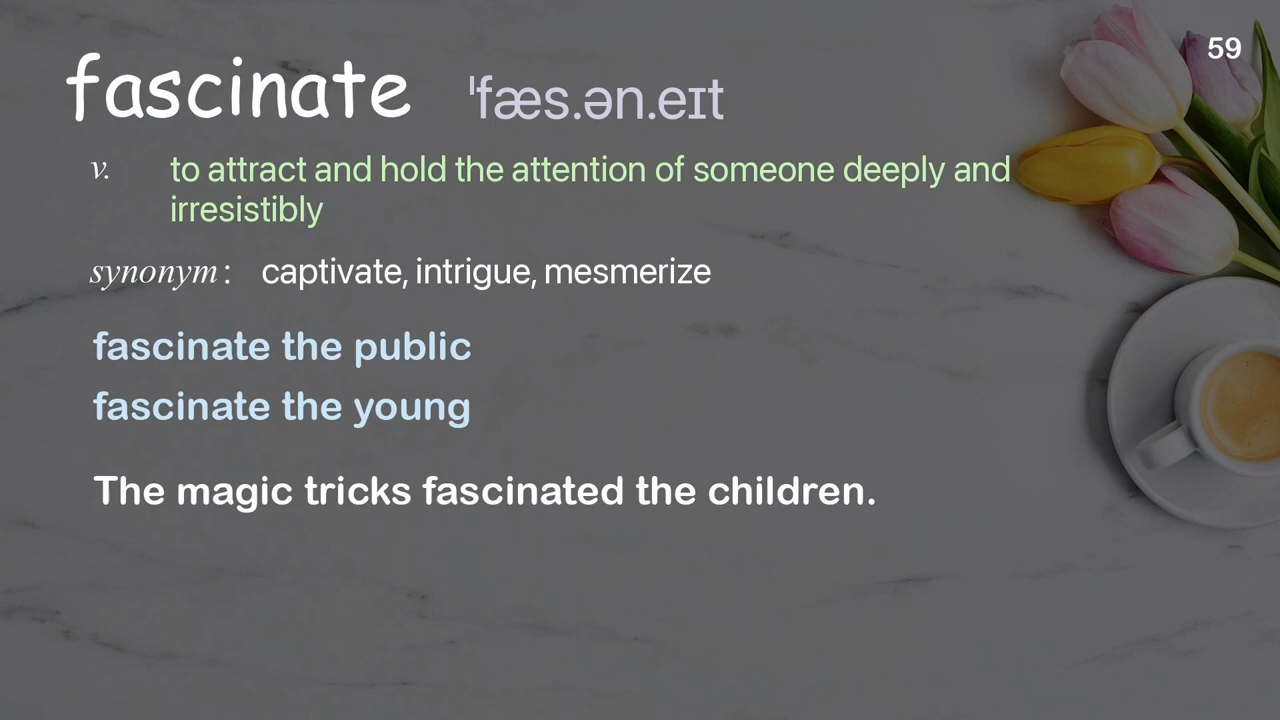 59
fascinate ˈfæs.ən.eɪt
v. to attract and hold the attention of someone deeply and
irresistibly
synonym: captivate, intrigue, mesmerize
fascinate the public
fascinate the young
The magic tricks fascinated the children.